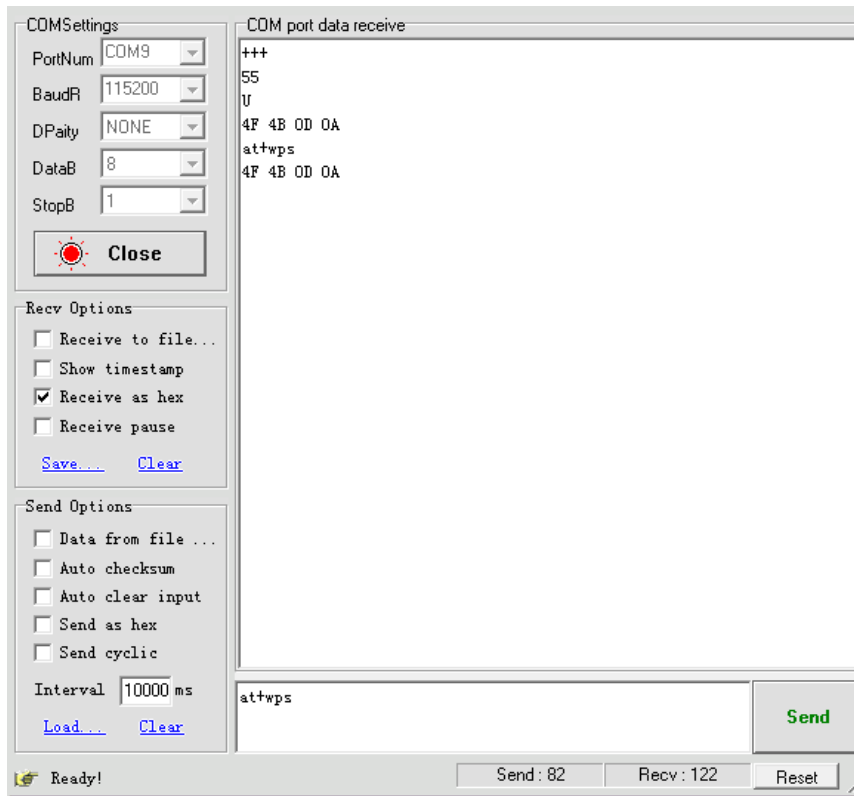 COMSettings
PortNum COM9
BaudR 115200
DPaity NONE
DataB 8
StopB 1
Close
Recv Options
Receive to file...
Show timestamp
Receive as hex
Receive pause
Save... Clear
Send Options
Data from file ...
Auto checksum
Auto clear input
Send as hex
Send cyclic
Interval 10000 ms
Load... Clear
COM port data receive
+++
55
U
4F 4B 0D 0A
at+wps
4F 4B 0D 0A
at+wps
Send
Ready!
Send : 82
Recv : 122
Reset